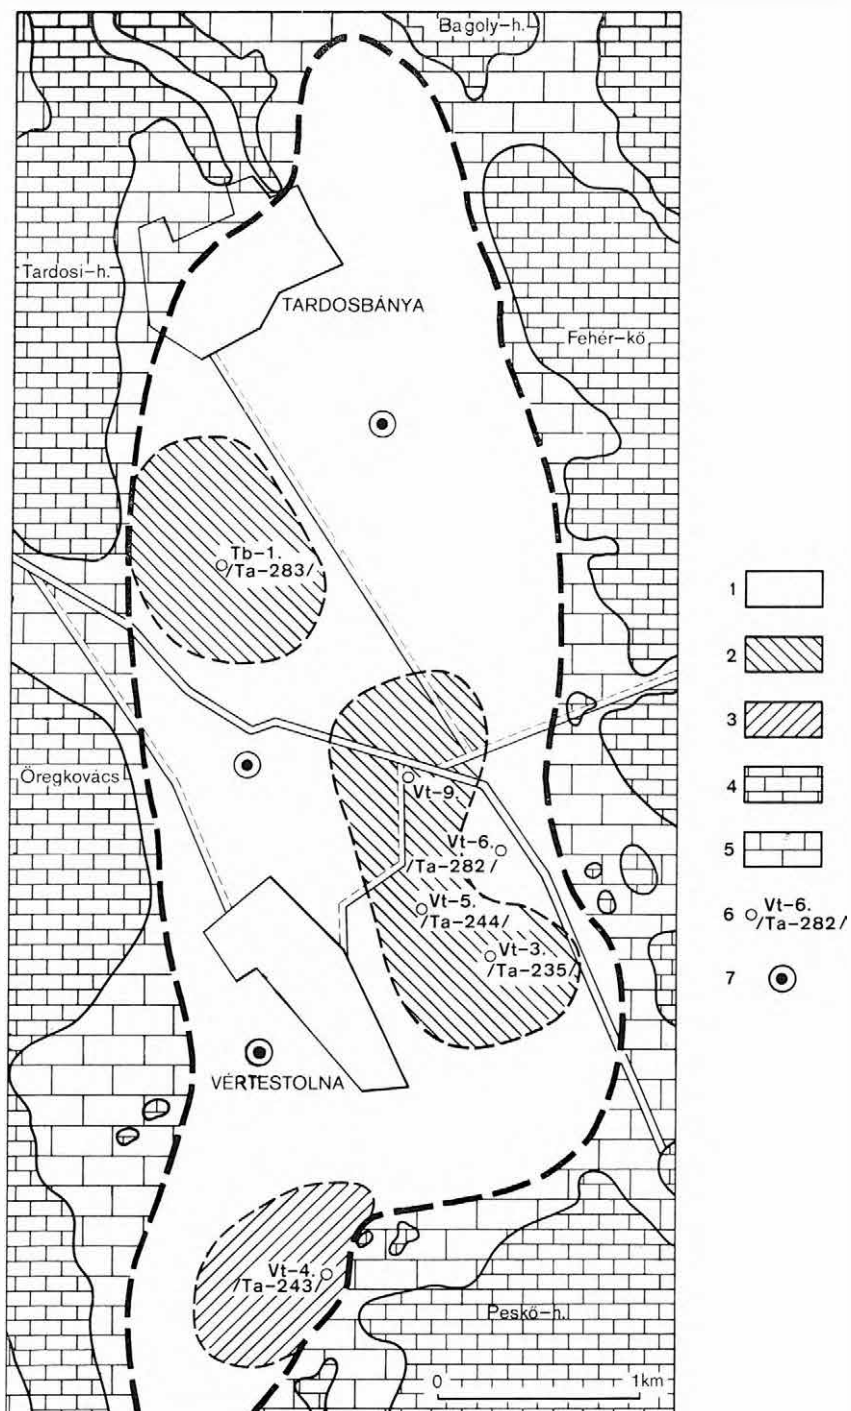 Bagoly-h.
Tardosi-h.
TARDOSBÁNYA
Fehér-kő
Tb-1.
/Ta-283/
Öregkovács
Vt-9.
Vt-6.
/Ta-282/
Vt-5.
/Ta-244/
Vt-3.
/Ta-235/
VÉRTESTOLNA
Vt-4.
/Ta-243/
Peskő-h.
0 1km
1
2
3
4
5
6 Vt-6.
/Ta-282/
7